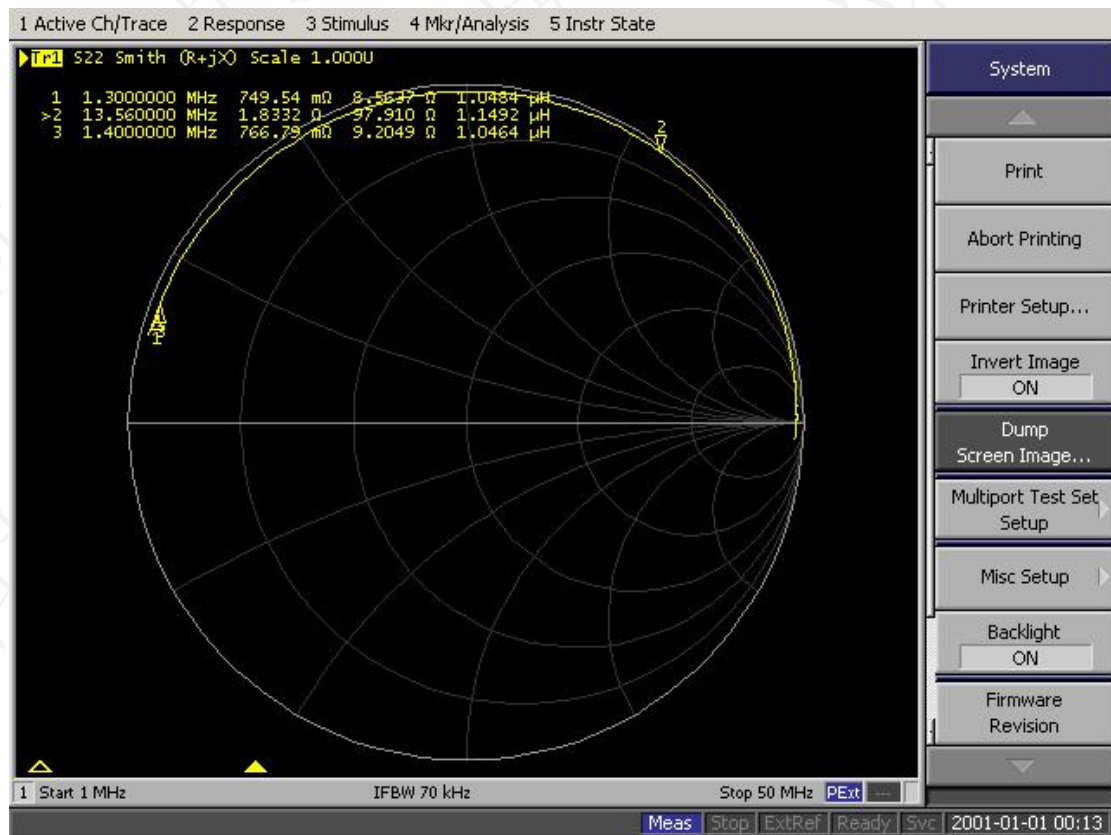 1 Active Ch/Trace 2 Response 3 Stimulus 4 Mkr/Analysis 5 Instr State
Tr1 S22 Smith (R+jX) Scale 1.000U
1 1.3000000 MHz 749.54 mΩ 8.5637 Ω 1.0484 µH
>2 13.560000 MHz 1.8332 Ω 97.910 Ω 1.1492 µH
3 1.4000000 MHz 766.79 mΩ 9.2049 Ω 1.0464 µH
2
1
System
Print
Abort Printing
Printer Setup...
Invert Image
ON
Dump
Screen Image...
Multiport Test Set
Setup
Misc Setup
Backlight
ON
Firmware
Revision
1 Start 1 MHz IFBW 70 kHz Stop 50 MHz PExt ---
Meas Stop ExtRef Ready Svc 2001-01-01 00:13